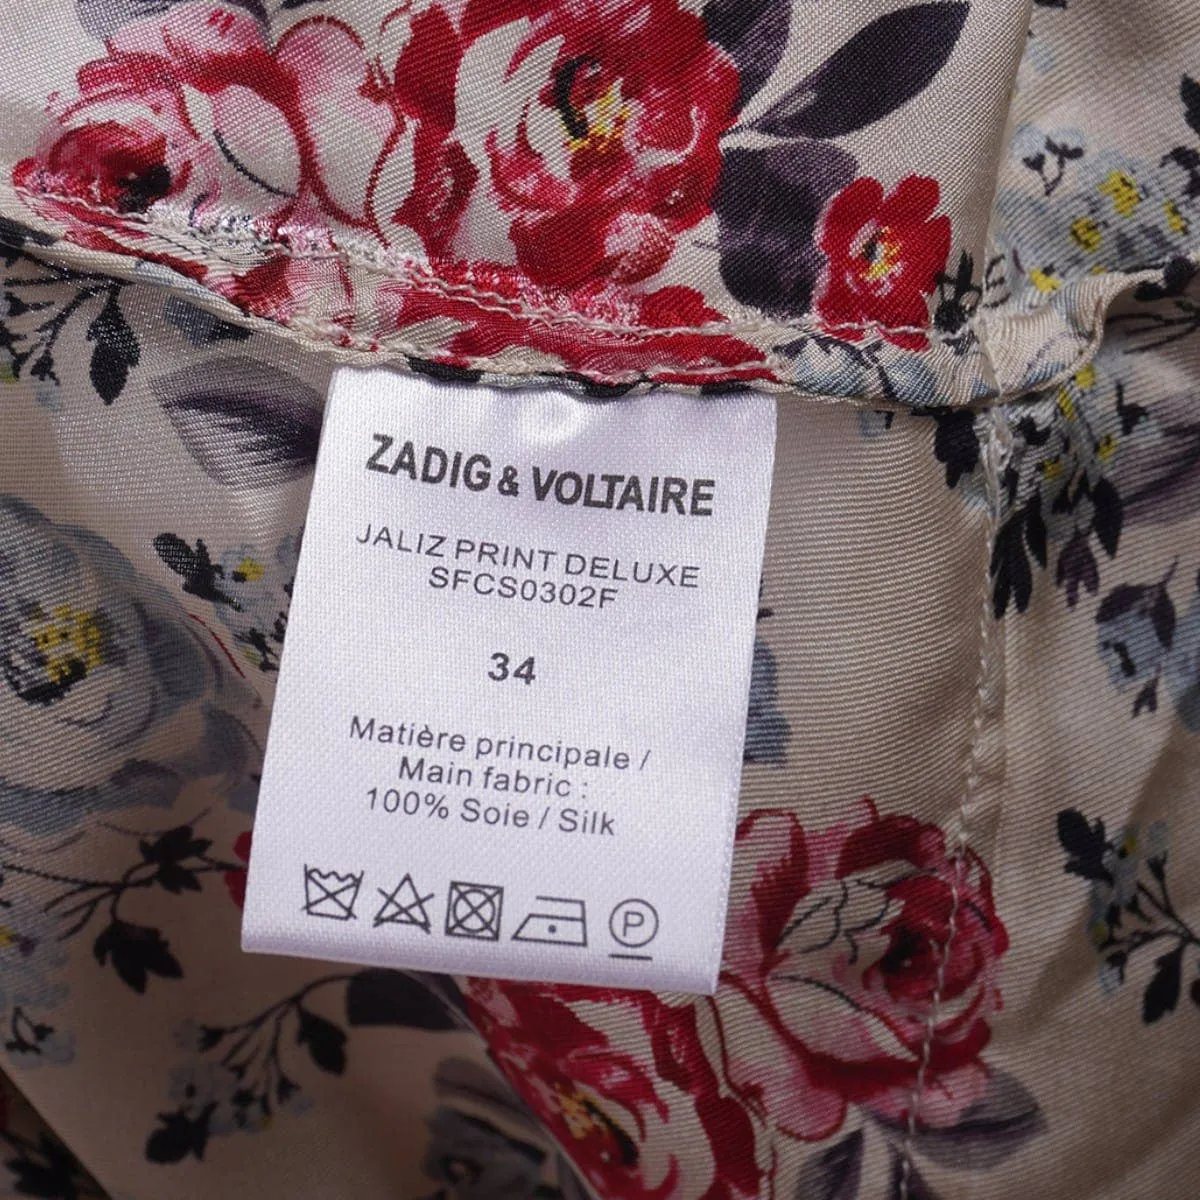 ZADIG & VOLTAIRE
JALIZ PRINT DELUXE
SFCS0302F
34
Matière principale /
Main fabric :
100% Soie / Silk
P